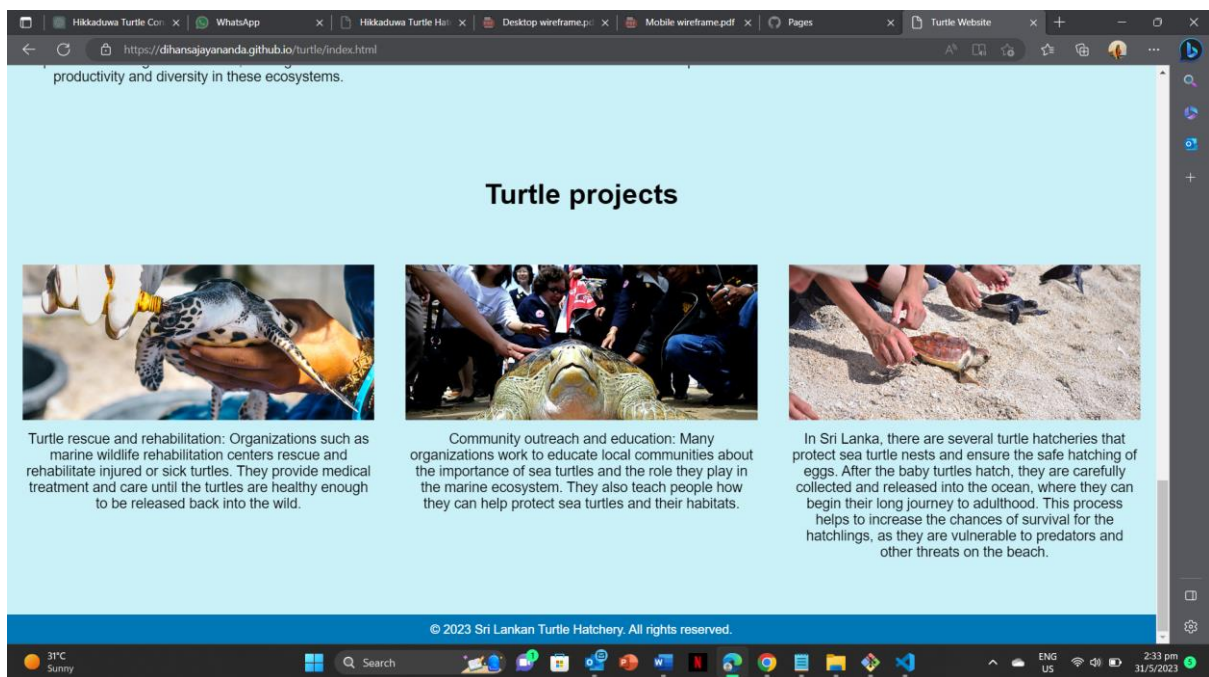 Hikkaduwa Turtle Con
WhatsApp
Hikkaduwa Turtle Hat
Desktop wireframe.pd
Mobile wireframe.pdf
Pages
Turtle Website
https://dihansajayananda.github.io/turtle/index.html
productivity and diversity in these ecosystems.
Turtle projects
Turtle rescue and rehabilitation: Organizations such as
marine wildlife rehabilitation centers rescue and
rehabilitate injured or sick turtles. They provide medical
treatment and care until the turtles are healthy enough
to be released back into the wild.
Community outreach and education: Many
organizations work to educate local communities about
the importance of sea turtles and the role they play in
the marine ecosystem. They also teach people how
they can help protect sea turtles and their habitats.
In Sri Lanka, there are several turtle hatcheries that
protect sea turtle nests and ensure the safe hatching of
eggs. After the baby turtles hatch, they are carefully
collected and released into the ocean, where they can
begin their long journey to adulthood. This process
helps to increase the chances of survival for the
hatchlings, as they are vulnerable to predators and
other threats on the beach.
© 2023 Sri Lankan Turtle Hatchery. All rights reserved.
31°C
Sunny
Search
ENG
US
2:33 pm
31/5/2023